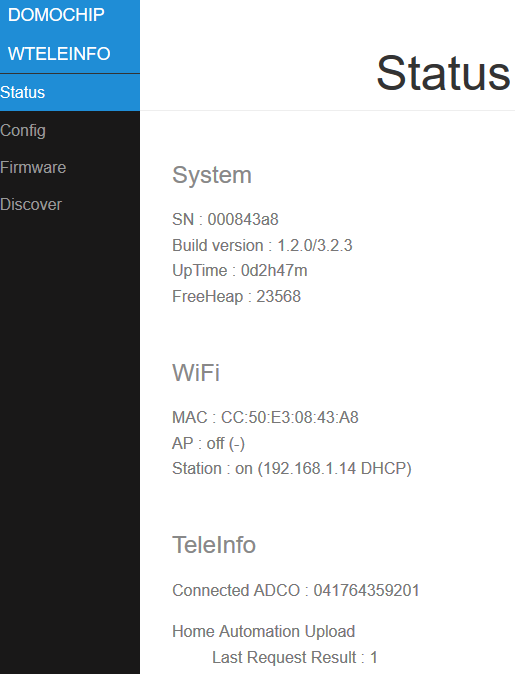 DOMOCHIP
WTELEINFO
Status
Config
Firmware
Discover
Status
System
SN : 000843a8
Build version : 1.2.0/3.2.3
UpTime : 0d2h47m
FreeHeap : 23568
WiFi
MAC : CC:50:E3:08:43:A8
AP : off (-)
Station : on (192.168.1.14 DHCP)
TeleInfo
Connected ADCO : 041764359201
Home Automation Upload
Last Request Result : 1